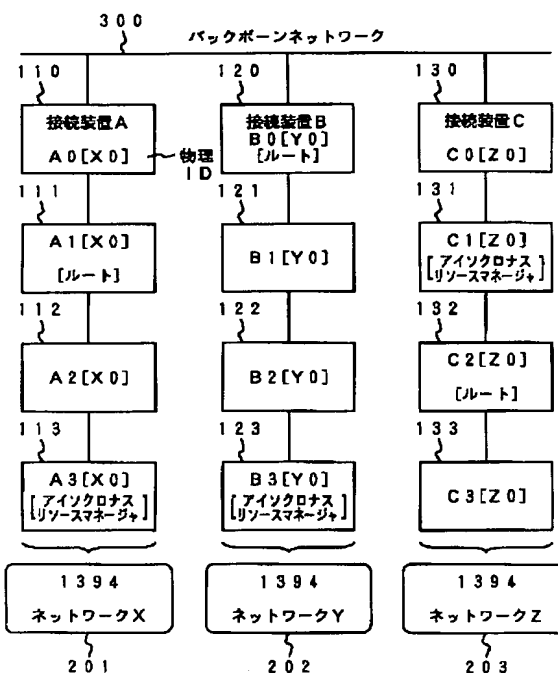 300
バックボーンネットワーク
110 120 130
接続装置A
A0[X0]
物理
ID
接続装置B
B0[Y0]
[ルート]
接続装置C
C0[Z0]
111 121 131
A1[X0]
[ルート]
B1[Y0]
C1[Z0]
[アイソクロナス
リソースマネージャ]
112 122 132
A2[X0]
B2[Y0]
C2[Z0]
[ルート]
113 123 133
A3[X0]
[アイソクロナス
リソースマネージャ]
B3[Y0]
[アイソクロナス
リソースマネージャ]
C3[Z0]
1394
ネットワークX
1394
ネットワークY
1394
ネットワークZ
201 202 203